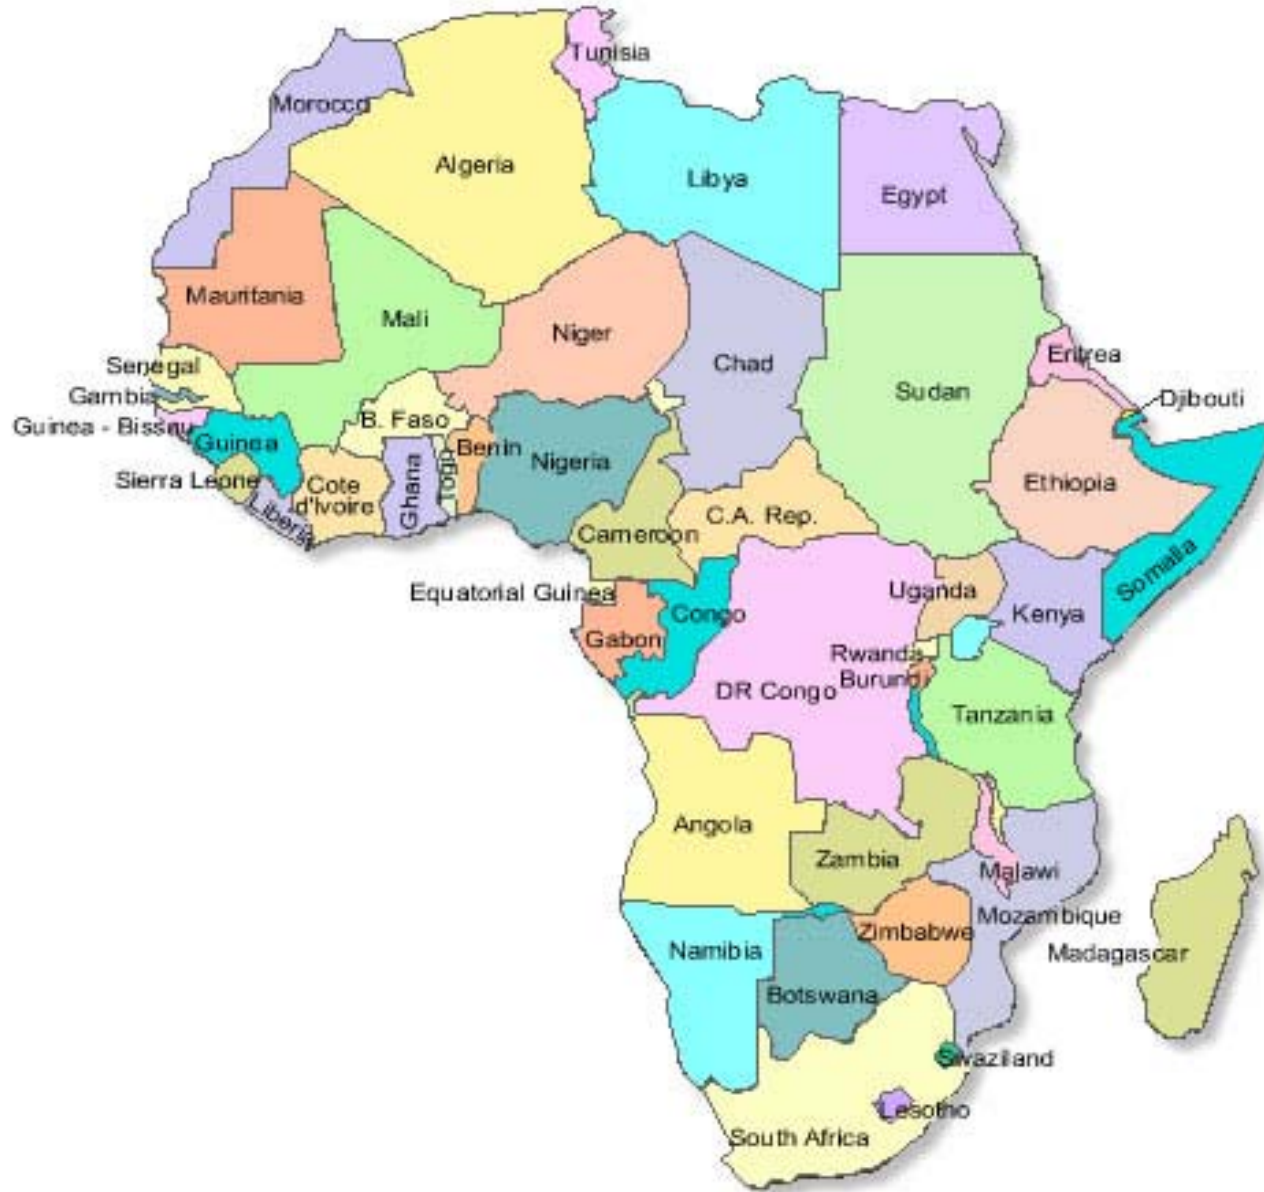 Tunisia
Morocco
Algeria
Libya
Egypt
Mauritania
Mali
Niger
Chad
Sudan
Eritrea
Senegal
Gambia
Djibouti
Guinea - Bissau
B. Faso
Guinea
Benin
Nigeria
Togo
Ghana
Sierra Leone
Cote
d'Ivoire
Liberia
Ethiopia
C.A. Rep.
Cameroon
Somalia
Equatorial Guinea
Uganda
Congo
Kenya
Gabon
Rwanda
Burundi
DR Congo
Tanzania
Angola
Zambia
Malawi
Mozambique
Zimbabwe
Namibia
Madagascar
Botswana
Swaziland
Lesotho
South Africa